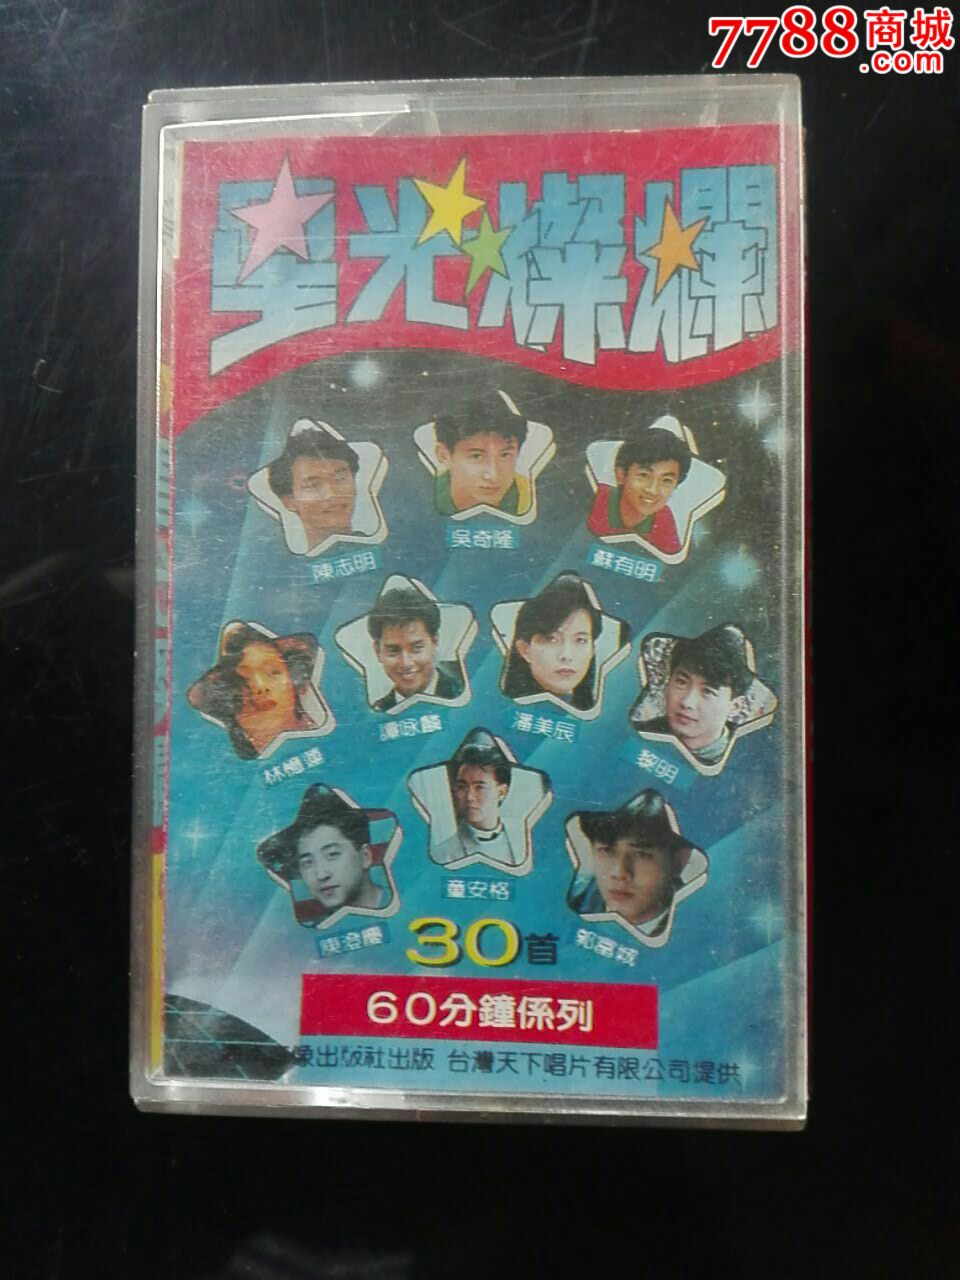 7788商城
.com
星光燦爛
陳志明
吳奇隆
蘇有明
林憶蓮
譚咏麟
潘美辰
黎明
庾澄慶
童安格
郭富城
30首
60分鐘係列
像出版社出版 台灣天下唱片有限公司提供